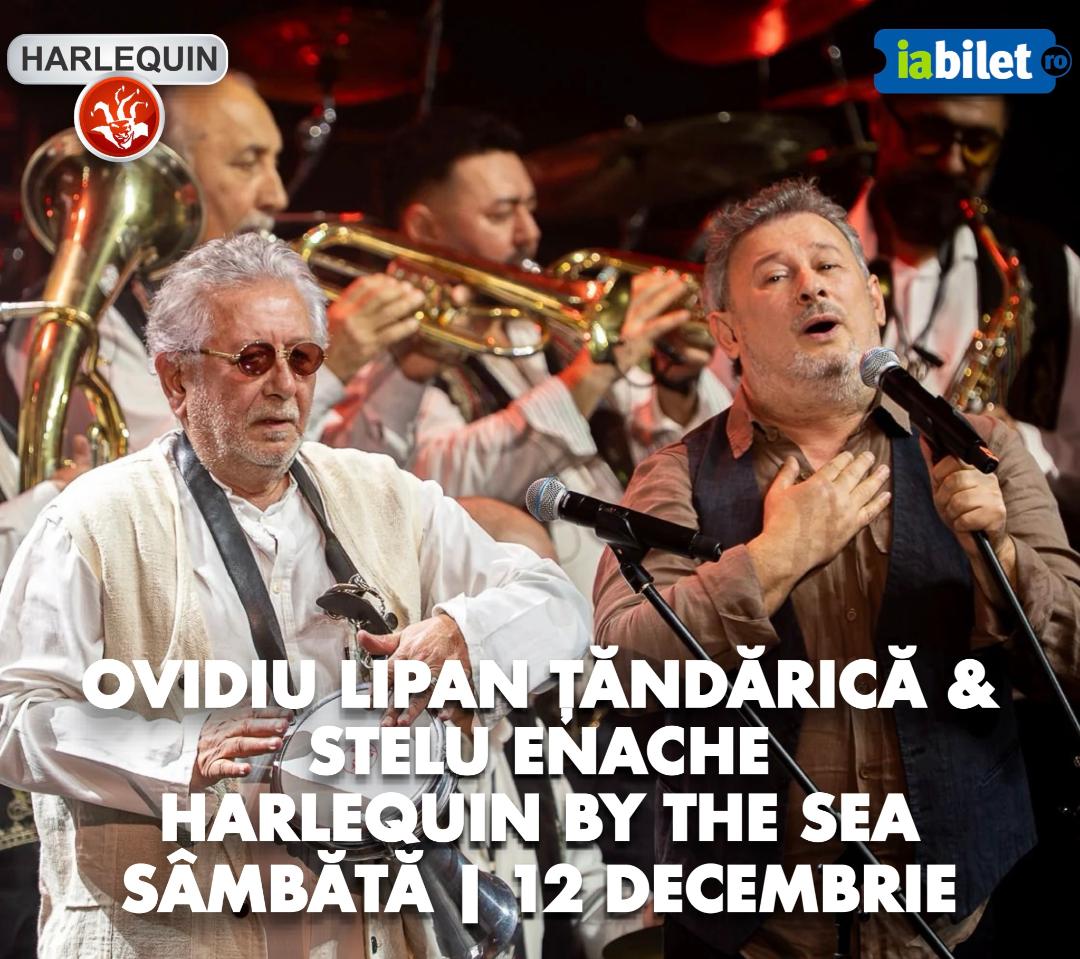 HARLEQUIN
iabilet ro
OVIDIU LIPAN ȚĂNDĂRICĂ &
STELU ENACHE
HARLEQUIN BY THE SEA
SÂMBĂTĂ | 12 DECEMBRIE